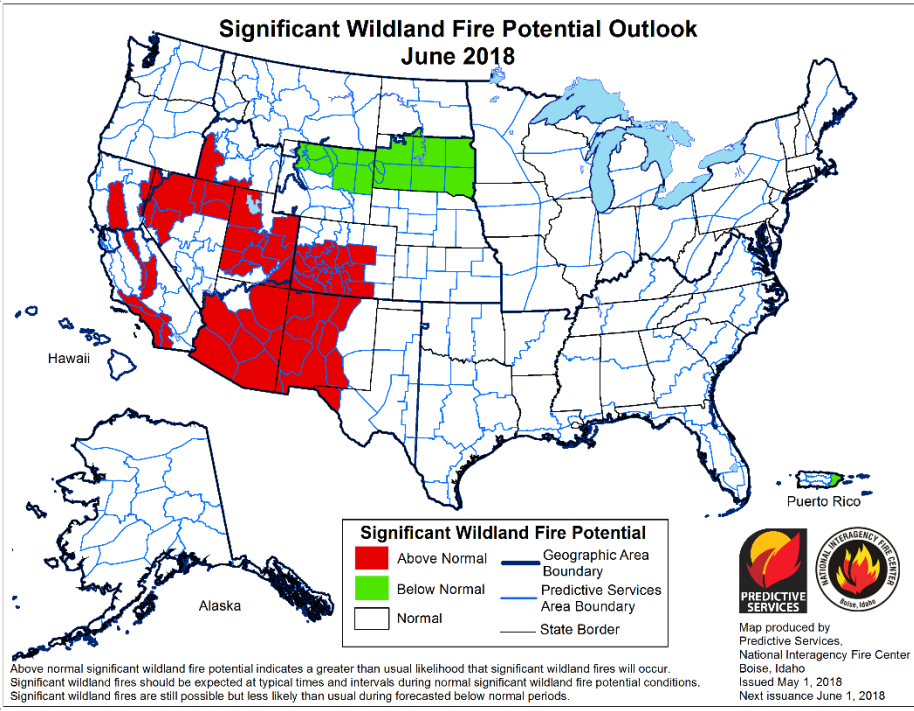 Significant Wildland Fire Potential Outlook
June 2018
Hawaii
Alaska
Puerto Rico
Significant Wildland Fire Potential
Above Normal
Below Normal
Normal
Geographic Area
Boundary
Predictive Services
Area Boundary
State Border
PREDICTIVE
SERVICES
NATIONAL INTERAGENCY FIRE CENTER
Boise, Idaho
Map produced by
Predictive Services,
National Interagency Fire Center
Boise, Idaho
Issued May 1, 2018
Next issuance June 1, 2018
Above normal significant wildland fire potential indicates a greater than usual likelihood that significant wildland fires will occur.
Significant wildland fires should be expected at typical times and intervals during normal significant wildland fire potential conditions.
Significant wildland fires are still possible but less likely than usual during forecasted below normal periods.